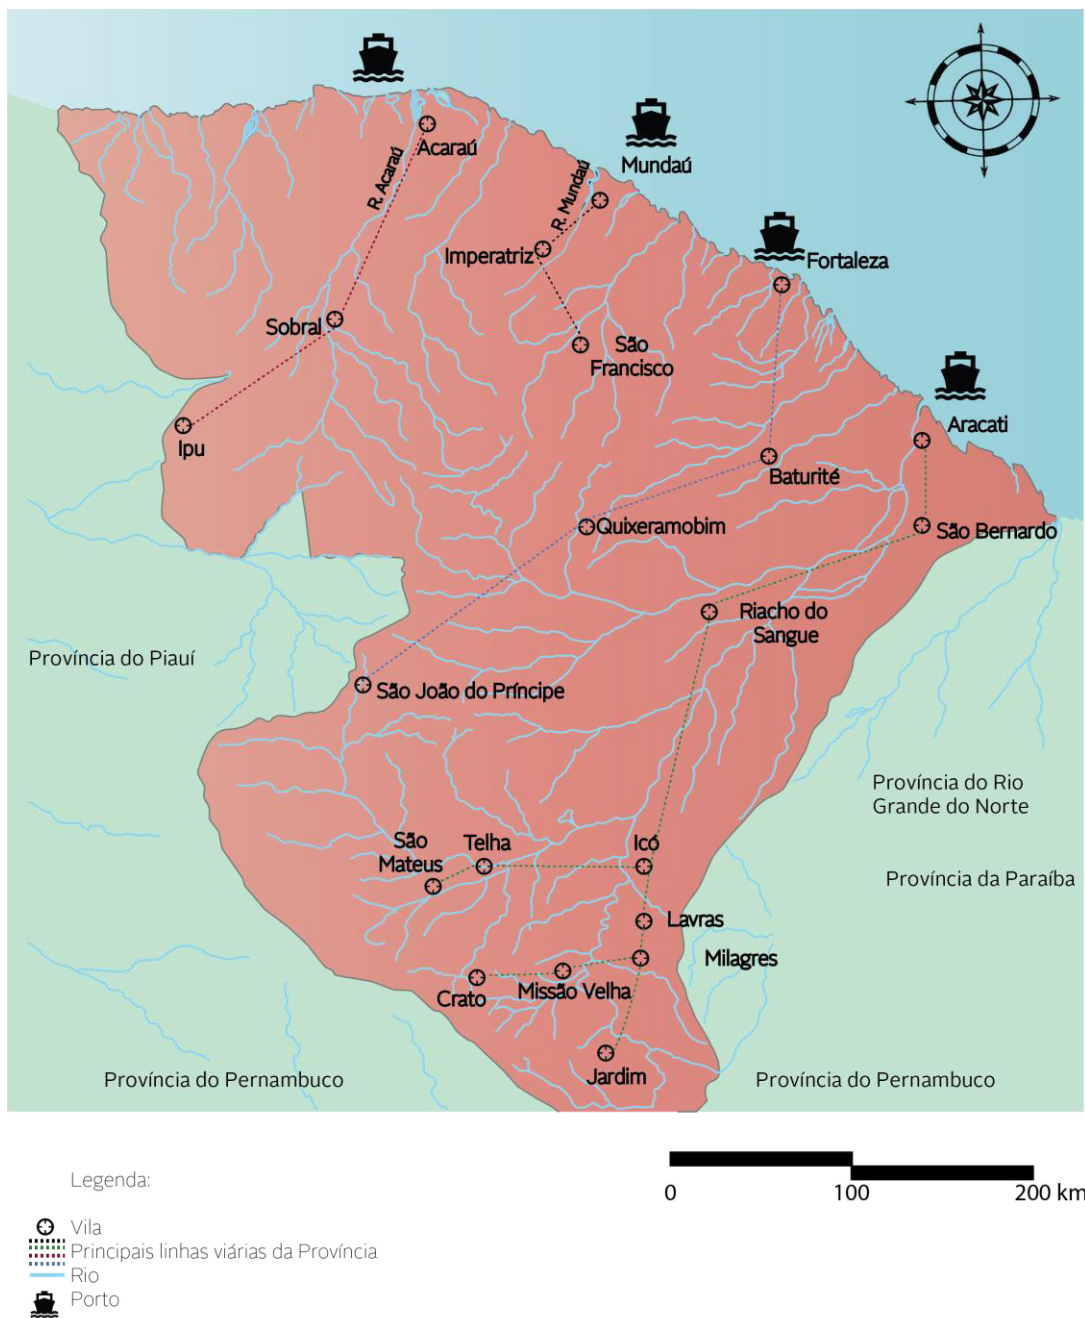 R. Acaraú
Acaraú
Mundaú
R. Mundaú
Imperatriz
Fortaleza
Sobral
São
Francisco
Ipu
Aracati
Baturité
Quixeramobim
São Bernardo
Riacho do
Sangue
Província do Piauí
São João do Príncipe
Província do Rio
Grande do Norte
São
Mateus
Telha
Icó
Província da Paraíba
Lavras
Milagres
Crato
Missão Velha
Jardim
Província do Pernambuco
Província do Pernambuco
Legenda:
0 100 200 km
Vila
Principais linhas viárias da Província
Rio
Porto